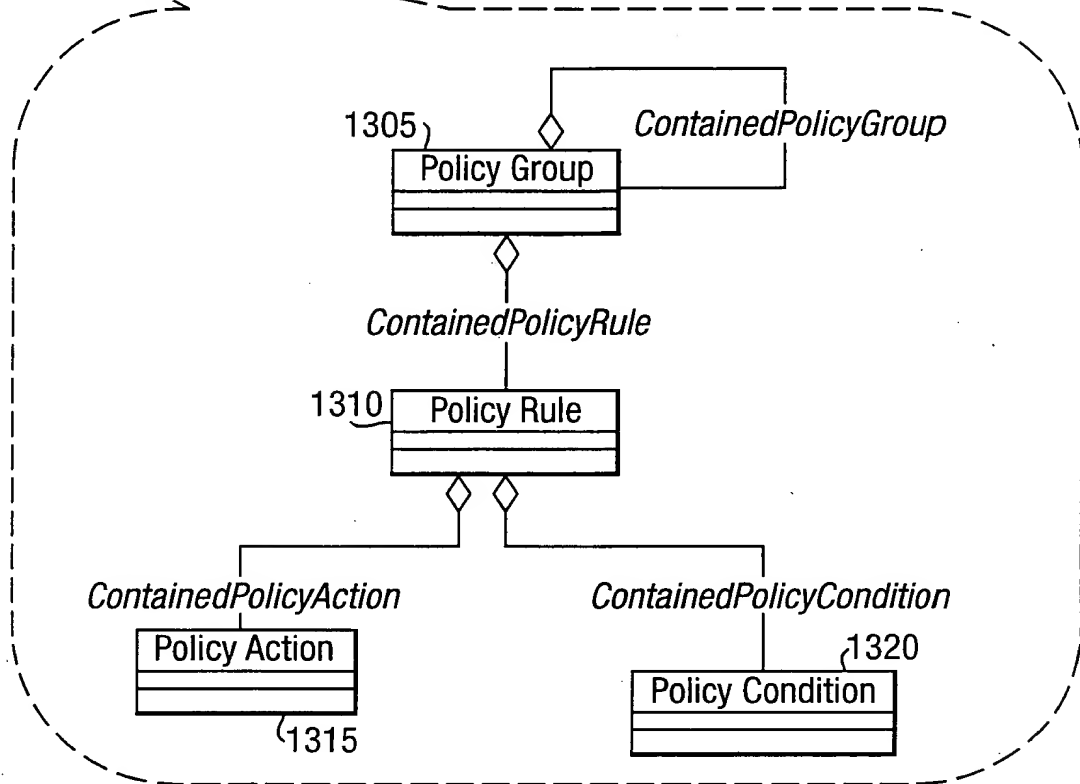 1305
ContainedPolicyGroup
Policy Group
ContainedPolicyRule
1310
Policy Rule
ContainedPolicyAction
ContainedPolicyCondition
Policy Action
1320
Policy Condition
1315